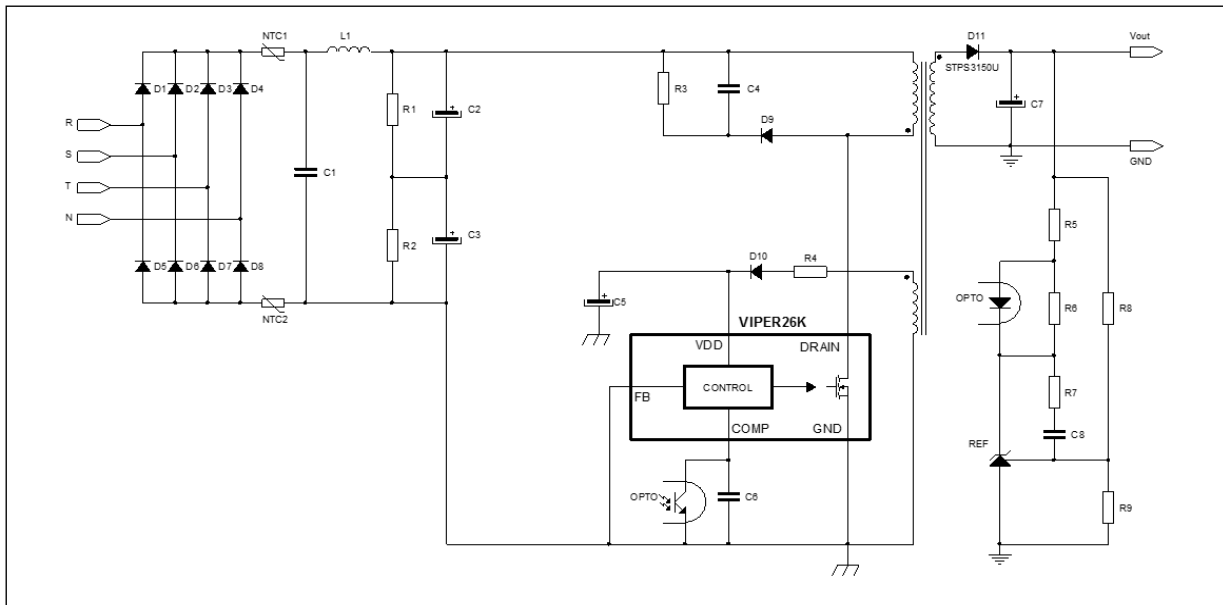 NTC1
L1
D11
Vout
STPS3150U
D1
D2
D3
D4
R3
C4
C7
R1
C2
D9
R
S
T
N
GND
C1
R2
C3
R5
D5
D6
D7
D8
NTC2
D10
R4
C5
OPTO
R6
R8
VIPER26K
VDD
DRAIN
CONTROL
FB
COMP
GND
R7
C8
REF
OPTO
C6
R9